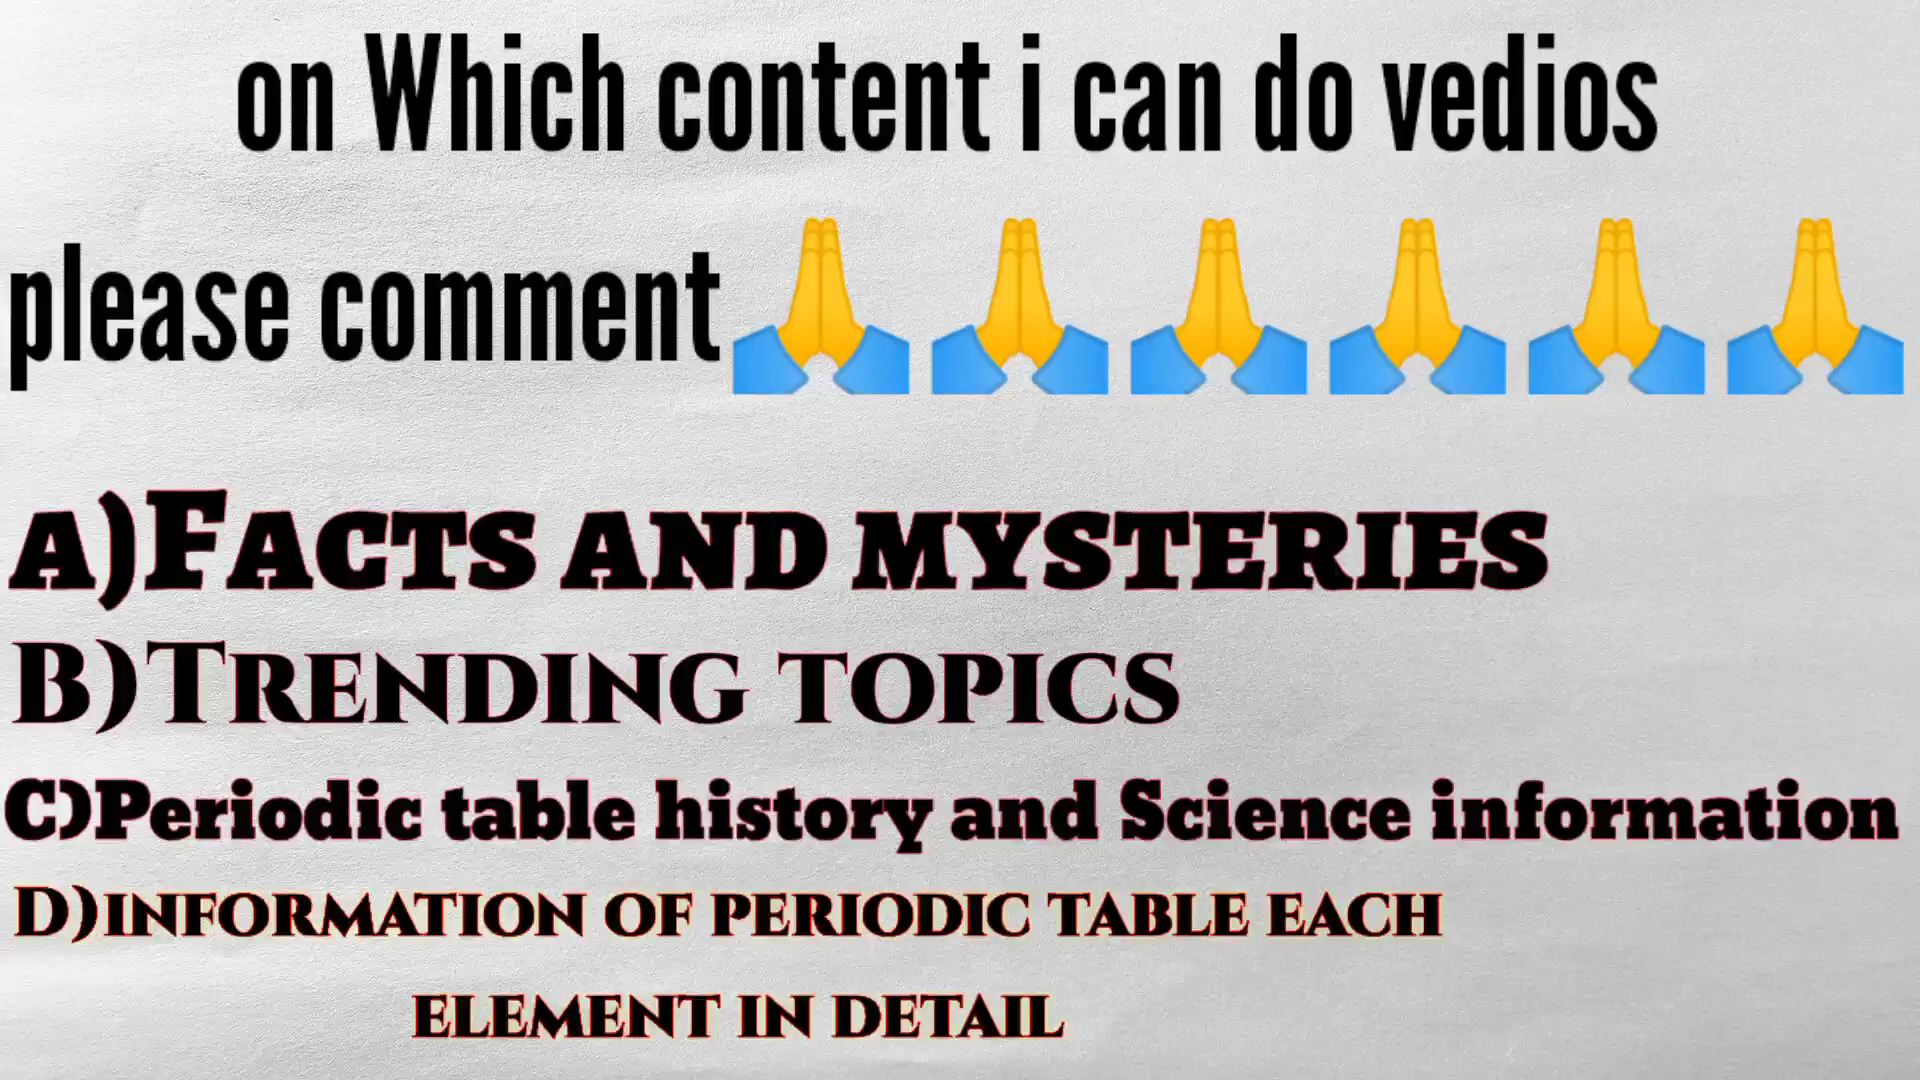 on Which content i can do vedios
please comment🙏🙏🙏🙏🙏🙏
A)FACTS AND MYSTERIES
B)TRENDING TOPICS
C)Periodic table history and Science information
D)INFORMATION OF PERIODIC TABLE EACH
ELEMENT IN DETAIL